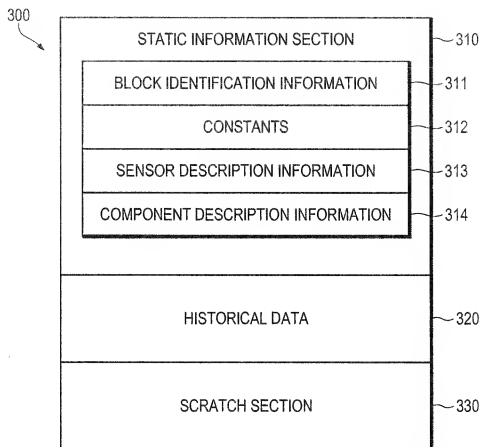 300
STATIC INFORMATION SECTION 310
BLOCK IDENTIFICATION INFORMATION 311
CONSTANTS 312
SENSOR DESCRIPTION INFORMATION 313
COMPONENT DESCRIPTION INFORMATION 314
HISTORICAL DATA 320
SCRATCH SECTION 330